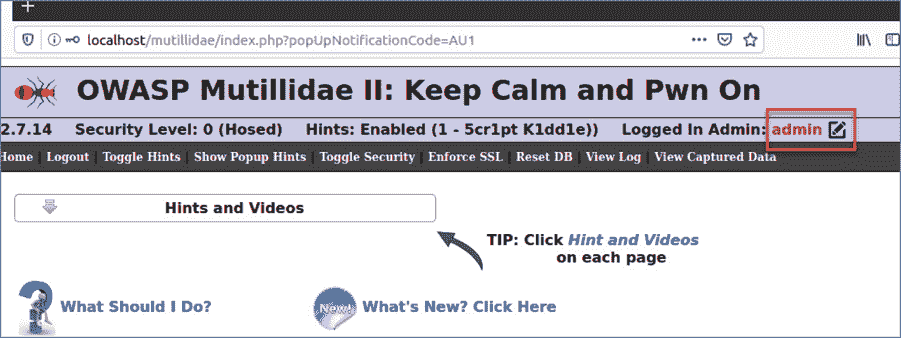 localhost/mutillidae/index.php?popUpNotificationCode=AU1
OWASP Mutillidae II: Keep Calm and Pwn On
2.7.14 Security Level: 0 (Hosed) Hints: Enabled (1 - 5cr1pt K1dd1e)) Logged In Admin: admin
Home | Logout | Toggle Hints | Show Popup Hints | Toggle Security | Enforce SSL | Reset DB | View Log | View Captured Data
Hints and Videos
TIP: Click Hint and Videos
on each page
What Should I Do?
New! What's New? Click Here